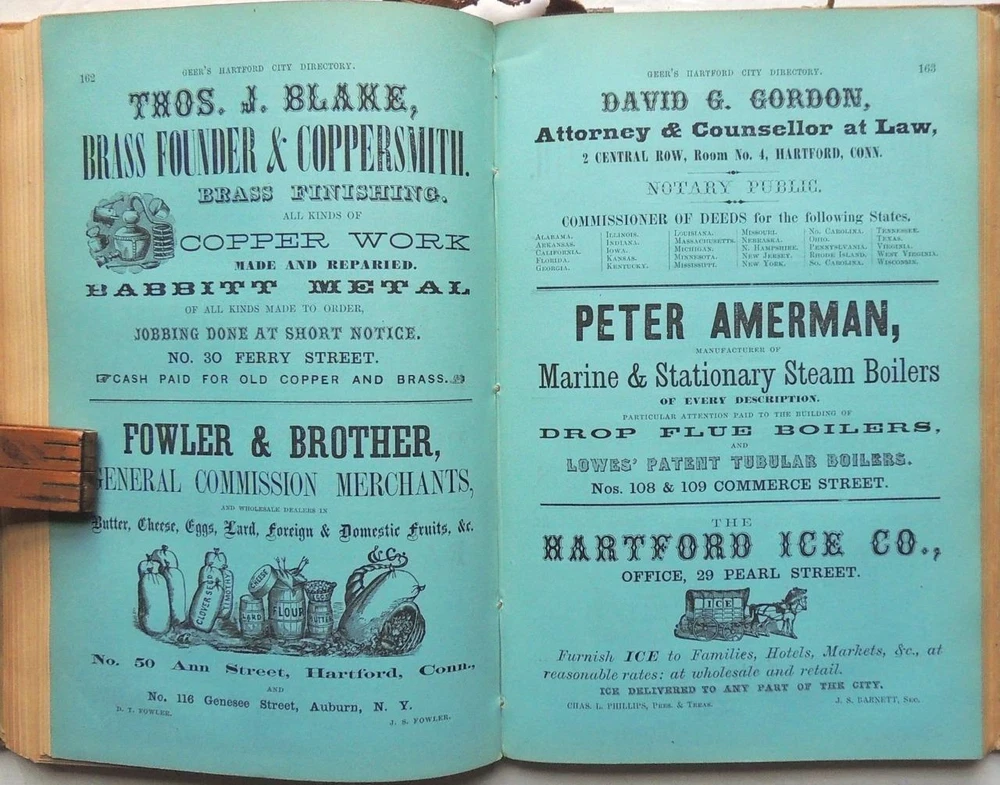 162
GEER'S HARTFORD CITY DIRECTORY.
THOS. J. BLAKE,
BRASS FOUNDER & COPPERSMITH.
BRASS FINISHING.
ALL KINDS OF
COPPER WORK
MADE AND REPARIED.
BABBITT METAL
OF ALL KINDS MADE TO ORDER,
JOBBING DONE AT SHORT NOTICE.
NO. 30 FERRY STREET.
☞CASH PAID FOR OLD COPPER AND BRASS.☜
FOWLER & BROTHER,
GENERAL COMMISSION MERCHANTS,
AND WHOLESALE DEALERS IN
Butter, Cheese, Eggs, Lard, Foreign & Domestic Fruits, &c.
&C.
CLOVER SEED
TIMOTHY
CHEESE
LARD
FLOUR
BUTTER
No. 50 Ann Street, Hartford, Conn.,
AND
No. 116 Genesee Street, Auburn, N. Y.
D. T. FOWLER.
J. S. FOWLER.
GEER'S HARTFORD CITY DIRECTORY.
163
DAVID G. GORDON,
Attorney & Counsellor at Law,
2 CENTRAL ROW, Room No. 4, HARTFORD, CONN.
NOTARY PUBLIC.
COMMISSIONER OF DEEDS for the following States.
ALABAMA.
ARKANSAS.
CALIFORNIA.
FLORIDA.
GEORGIA.
ILLINOIS.
INDIANA.
IOWA.
KANSAS.
KENTUCKY.
LOUISIANA.
MASSACHUSETTS.
MICHIGAN.
MINNESOTA.
MISSISSIPPI.
MISSOURI.
NEBRASKA.
N. HAMPSHIRE.
NEW JERSEY.
NEW YORK.
NO. CAROLINA.
OHIO.
PENNSYLVANIA.
RHODE ISLAND.
SO. CAROLINA.
TENNESSEE.
TEXAS.
VIRGINIA.
WEST VIRGINIA.
WISCONSIN.
PETER AMERMAN,
MANUFACTURER OF
Marine & Stationary Steam Boilers
OF EVERY DESCRIPTION.
PARTICULAR ATTENTION PAID TO THE BUILDING OF
DROP FLUE BOILERS,
AND
LOWES' PATENT TUBULAR BOILERS.
Nos. 108 & 109 COMMERCE STREET.
THE
HARTFORD ICE CO.,
OFFICE, 29 PEARL STREET.
ICE
Furnish ICE to Families, Hotels, Markets, &c., at
reasonable rates: at wholesale and retail.
ICE DELIVERED TO ANY PART OF THE CITY.
CHAS. L. PHILLIPS, PRES. & TREAS.
J. S. BARNETT, SEC.